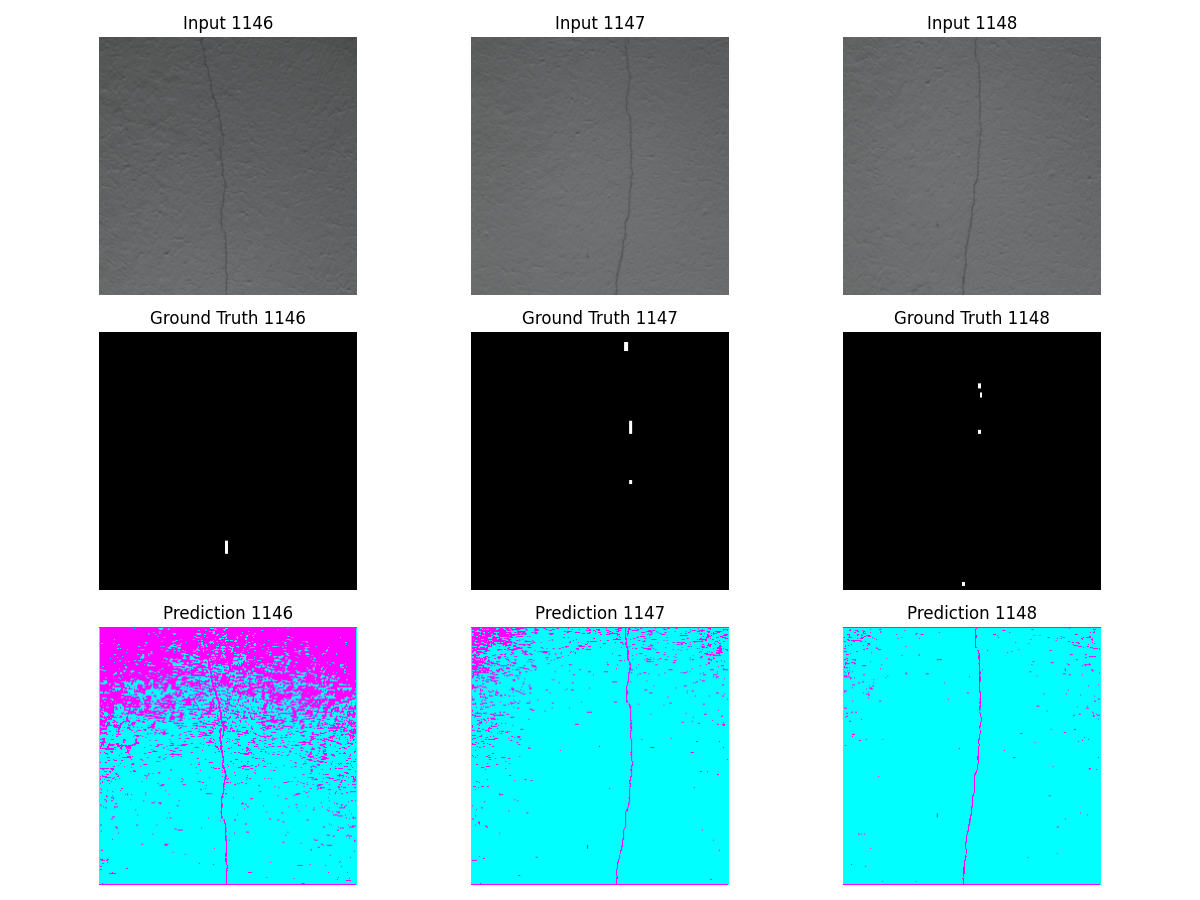 Input 1146
Input 1147
Input 1148
Ground Truth 1146
Ground Truth 1147
Ground Truth 1148
Prediction 1146
Prediction 1147
Prediction 1148